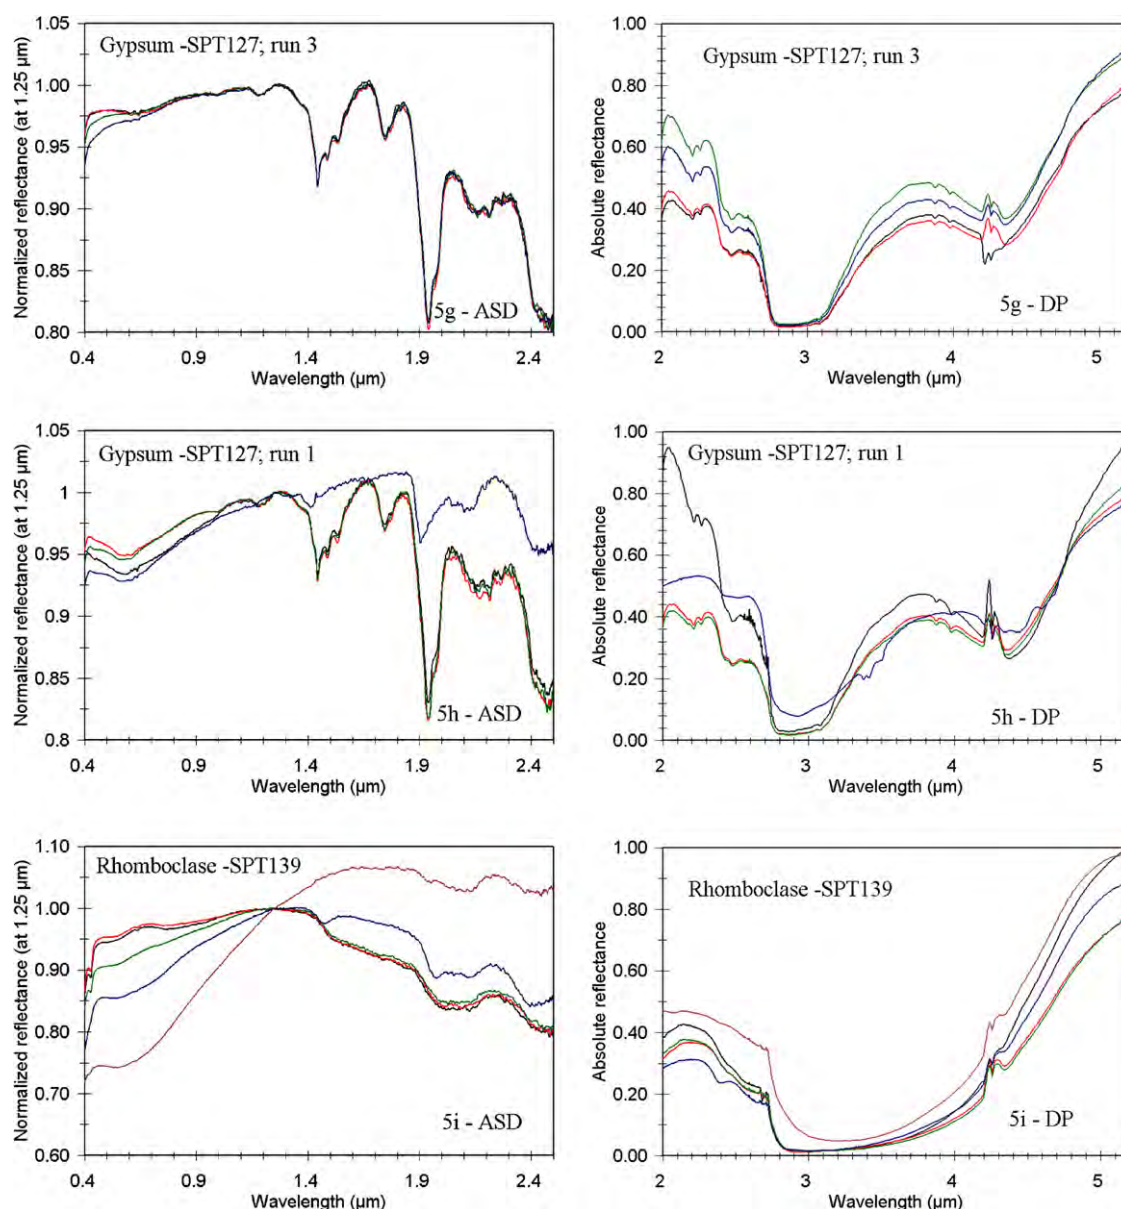 Normalized reflectance (at 1.25 µm)
1.05
1.00
0.95
0.90
0.85
0.80
Gypsum -SPT127; run 3
5g - ASD
0.4 0.9 1.4 1.9 2.4
Wavelength (µm)
Absolute reflectance
1.00
0.80
0.60
0.40
0.20
0.00
Gypsum -SPT127; run 3
5g - DP
2 3 4 5
Wavelength (µm)
Normalized reflectance (at 1.25 µm)
1.05
1
0.95
0.9
0.85
0.8
Gypsum -SPT127; run 1
5h - ASD
0.4 0.9 1.4 1.9 2.4
Wavelength (µm)
Absolute reflectance
1.00
0.80
0.60
0.40
0.20
0.00
Gypsum -SPT127; run 1
5h - DP
2 3 4 5
Wavelength (µm)
Normalized reflectance (at 1.25 µm)
1.10
1.00
0.90
0.80
0.70
0.60
Rhomboclase -SPT139
5i - ASD
0.4 0.9 1.4 1.9 2.4
Wavelength (µm)
Absolute reflectance
1.00
0.80
0.60
0.40
0.20
0.00
Rhomboclase -SPT139
5i - DP
2 3 4 5
Wavelength (µm)